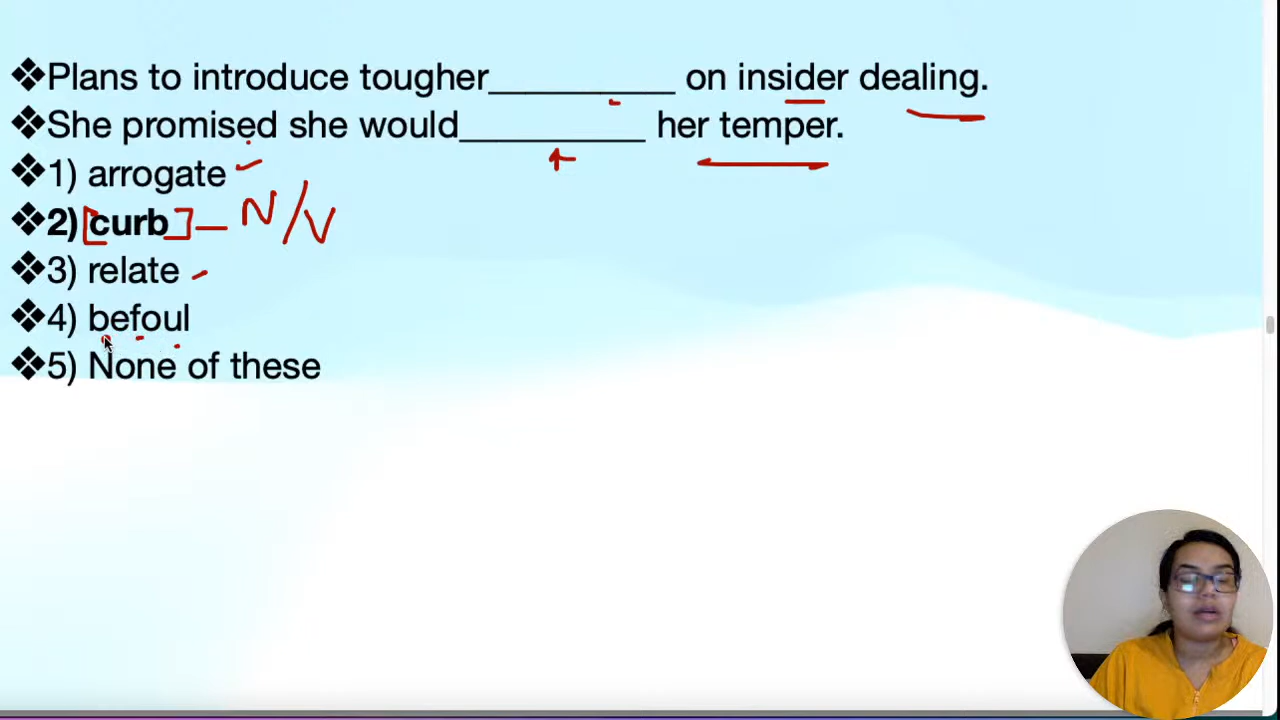 ❖Plans to introduce tougher__________ on insider dealing.
❖She promised she would__________ her temper.
❖1) arrogate
❖2) [curb] – N/V
❖3) relate
❖4) befoul
❖5) None of these